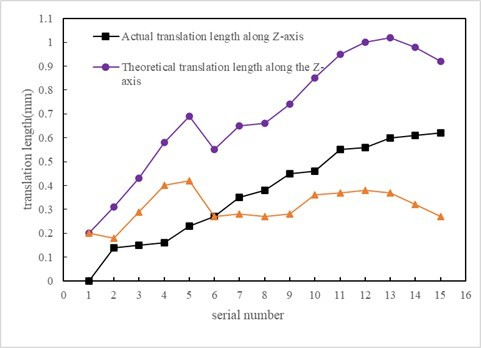 1.1
1
0.9
0.8
0.7
0.6
0.5
0.4
0.3
0.2
0.1
0
translation length(mm)
Actual translation length along Z-axis
Theoretical translation length along the Z-
axis
0 1 2 3 4 5 6 7 8 9 10 11 12 13 14 15 16
serial number